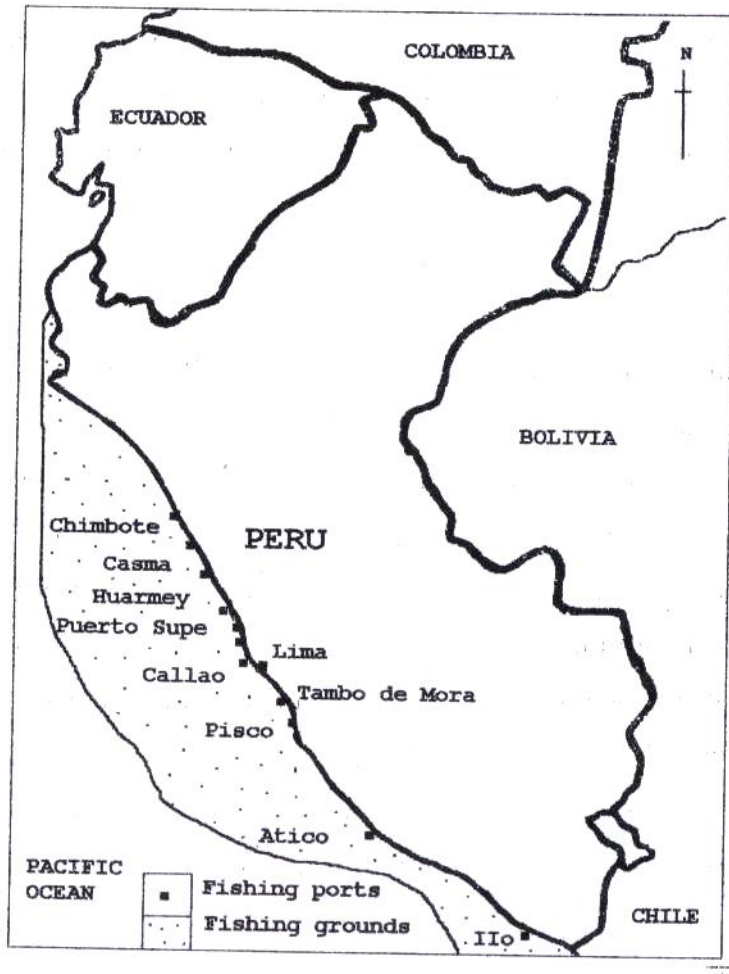 COLOMBIA
N
ECUADOR
BOLIVIA
PERU
Chimbote
Casma
Huarmey
Puerto Supe
Lima
Callao
Tambo de Mora
Pisco
Atico
PACIFIC
OCEAN
Fishing ports
Fishing grounds
IIo
CHILE